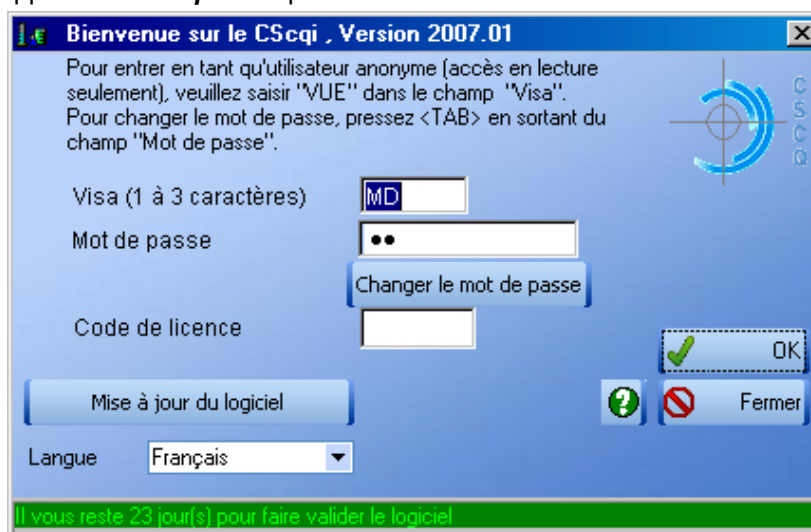 Bienvenue sur le CScqi , Version 2007.01
Pour entrer en tant qu'utilisateur anonyme (accès en lecture
seulement), veuillez saisir "VUE" dans le champ "Visa".
Pour changer le mot de passe, pressez <TAB> en sortant du
champ "Mot de passe".
CSCQ
Visa (1 à 3 caractères)
MD
Mot de passe
••
Changer le mot de passe
Code de licence
OK
Mise à jour du logiciel
?
Fermer
Langue
Français
Il vous reste 23 jour(s) pour faire valider le logiciel